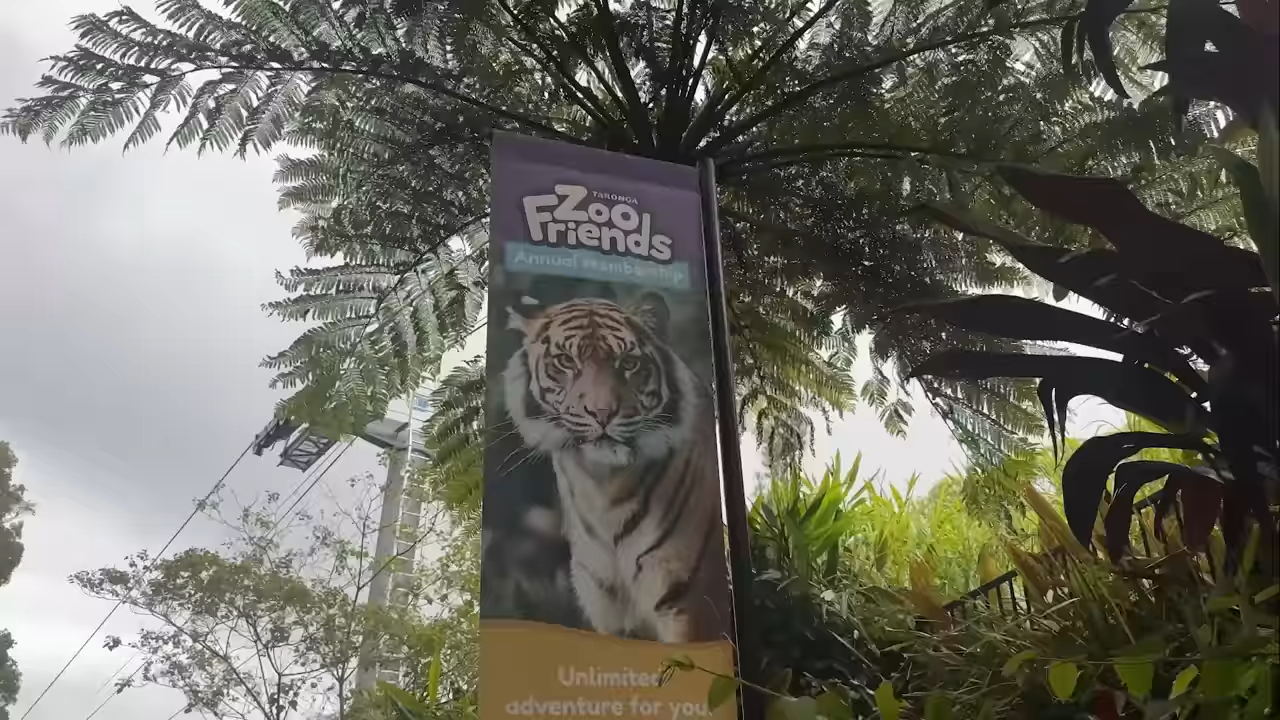 TARONGA
Zoo
Friends
Annual membership
Unlimited
adventure for you.